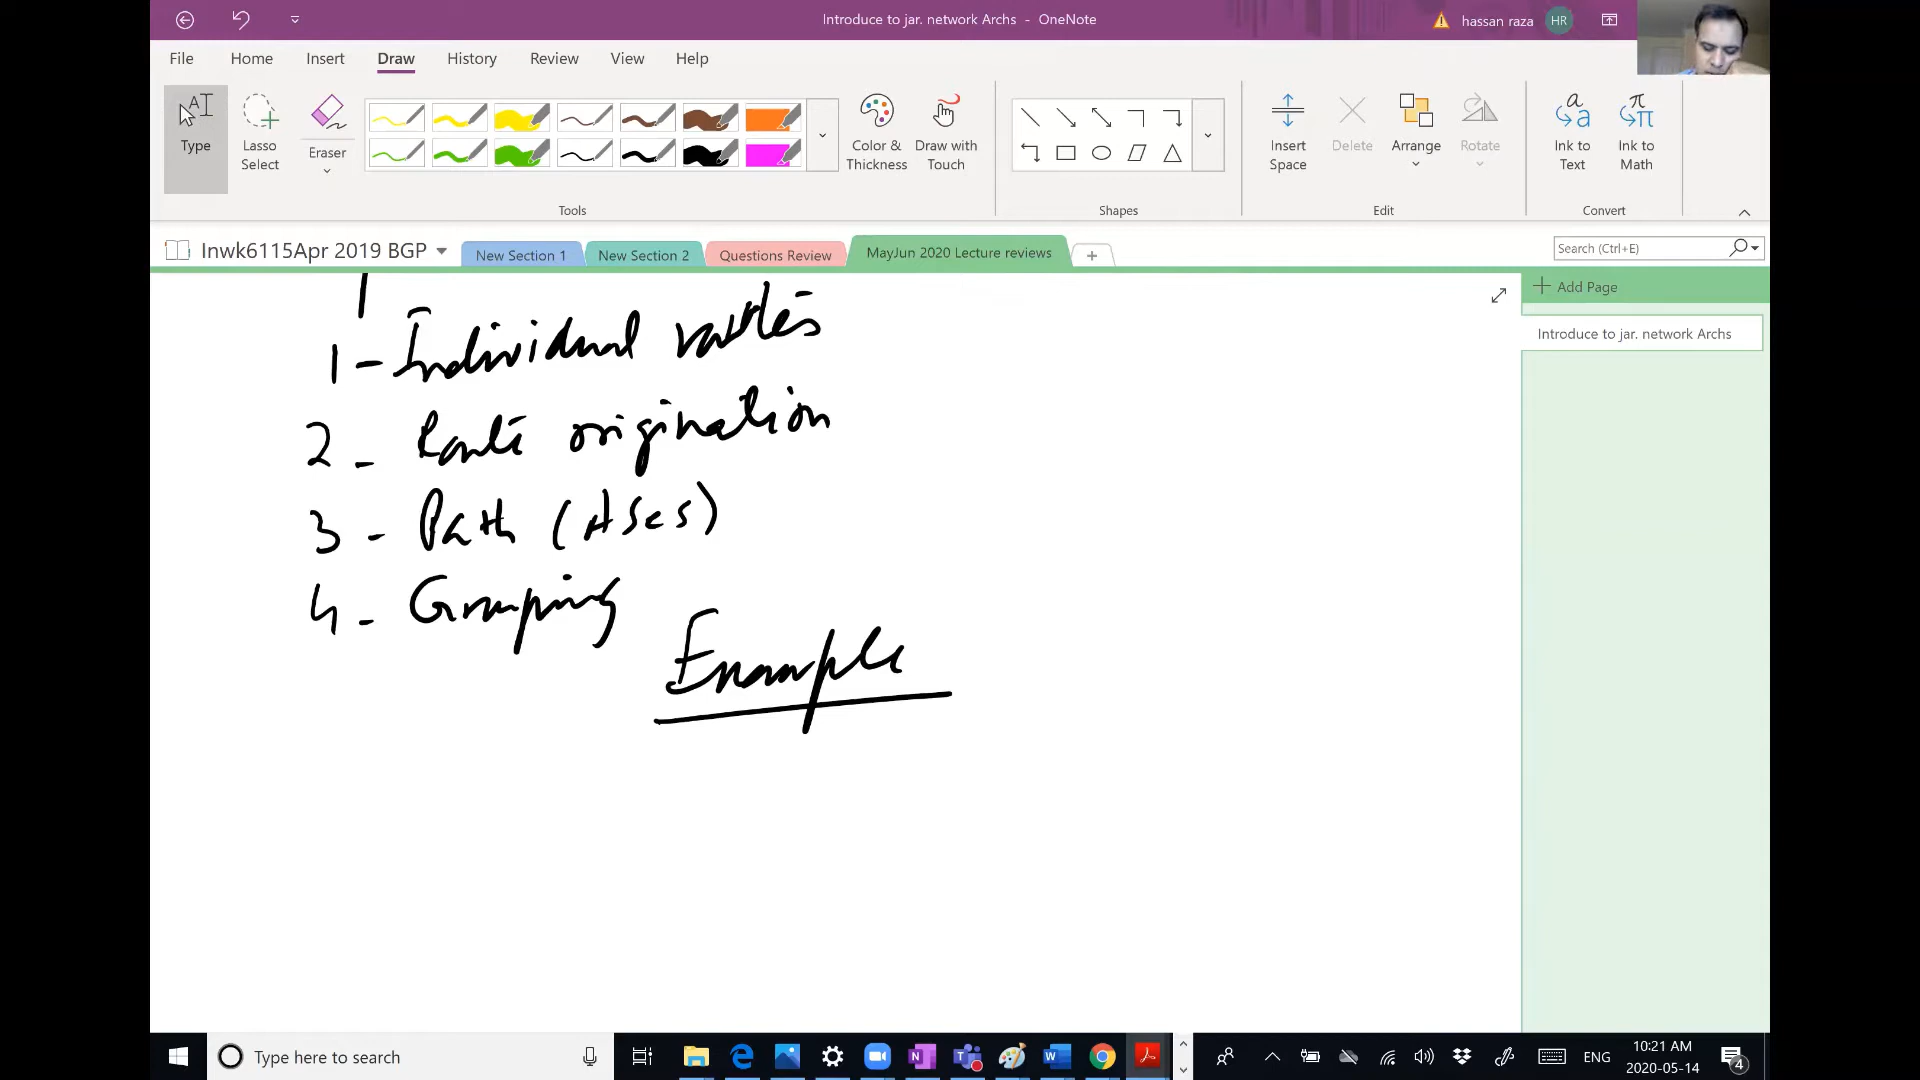 Introduce to jar. network Archs - OneNote
hassan raza HR
File Home Insert Draw History Review View Help
Type
Lasso Select
Eraser
Color & Thickness
Draw with Touch
Insert Space
Delete
Arrange
Rotate
Ink to Text
Ink to Math
Tools
Shapes
Edit
Convert
Inwk6115Apr 2019 BGP New Section 1 New Section 2 Questions Review MayJun 2020 Lecture reviews Search (Ctrl+E)
Add Page
Introduce to jar. network Archs
1 - Individual routes
2 - Route origination
3 - Path (ASes)
4 - Grouping
Example
Type here to search
ENG
10:21 AM
2020-05-14
4